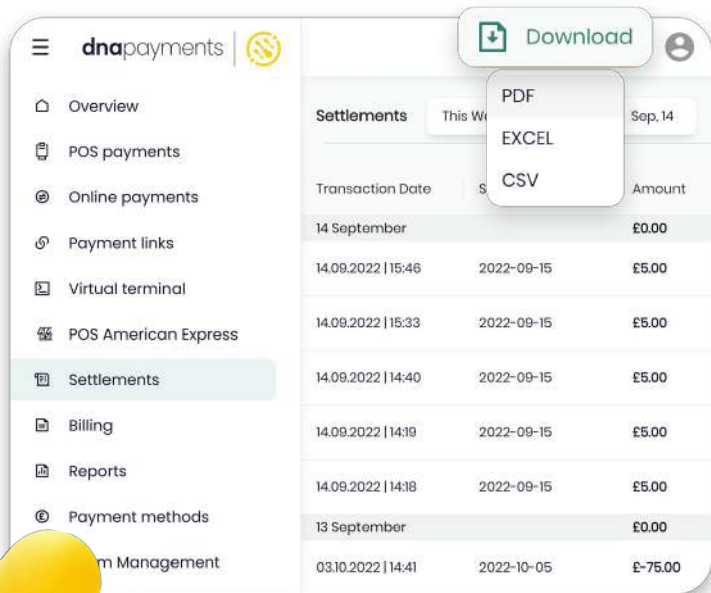 dnapayments
Download
PDF
EXCEL
CSV
Overview
POS payments
Online payments
Payment links
Virtual terminal
POS American Express
Settlements
Billing
Reports
Payment methods
Management
Settlements This Sep, 14
Transaction Date Amount
14 September £0.00
14.09.2022 | 15:46 2022-09-15 £5.00
14.09.2022 | 15:33 2022-09-15 £5.00
14.09.2022 | 14:40 2022-09-15 £5.00
14.09.2022 | 14:19 2022-09-15 £5.00
14.09.2022 | 14:18 2022-09-15 £5.00
13 September £0.00
03.10.2022 | 14:41 2022-10-05 £-75.00